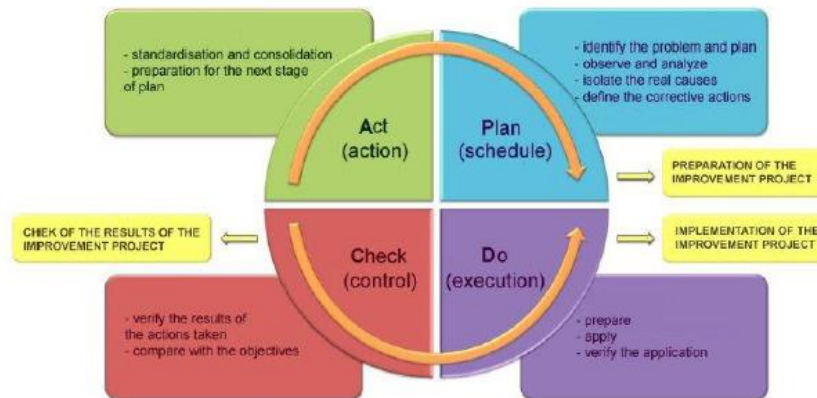 - standardisation and consolidation
- preparation for the next stage
of plan
- identify the problem and plan
- observe and analyze
- isolate the real causes
- define the corrective actions
Act
(action)
Plan
(schedule)
PREPARATION OF THE
IMPROVEMENT PROJECT
CHIEK OF THE RESULTS OF THE
IMPROVEMENT PROJECT
IMPLEMENTATION OF THE
IMPROVEMENT PROJECT
Check
(control)
Do
(execution)
- verify the results of
the actions taken
- compare with the objectives
- prepare
- apply
- verify the application